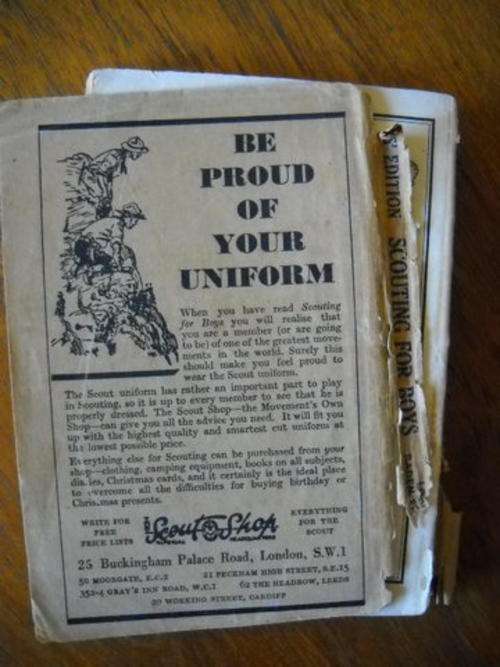 BE
PROUD
OF
YOUR
UNIFORM
When you have read Scouting
for Boys you will realise that
you are a member (or are going
to be) of one of the greatest move-
ments in the world. Surely this
should make you feel proud to
wear the Scout uniform.
The Scout uniform has rather an important part to play
in Scouting, so it is up to every member to see that he is
properly dressed. The Scout Shop—the Movement's Own
Shop—can give you all the advice you need. It will fit you
up with the highest quality and smartest cut uniform at
the lowest possible price.
Everything else for Scouting can be purchased from your
shop—clothing, camping equipment, books on all subjects,
diaries, Christmas cards, and it certainly is the ideal place
to overcome all the difficulties for buying birthday or
Christmas presents.
WRITE FOR
FREE
PRICE LISTS
Scout Shop
EVERYTHING
FOR THE
SCOUT
25 Buckingham Palace Road, London, S.W.1
50 MOORGATE, E.C.2 21 PECKHAM HIGH STREET, S.E.15
352-4 GRAY'S INN ROAD, W.C.1 62 THE HEADROW, LEEDS
20 WORKING STREET, CARDIFF
EDITION SCOUTING FOR BOYS